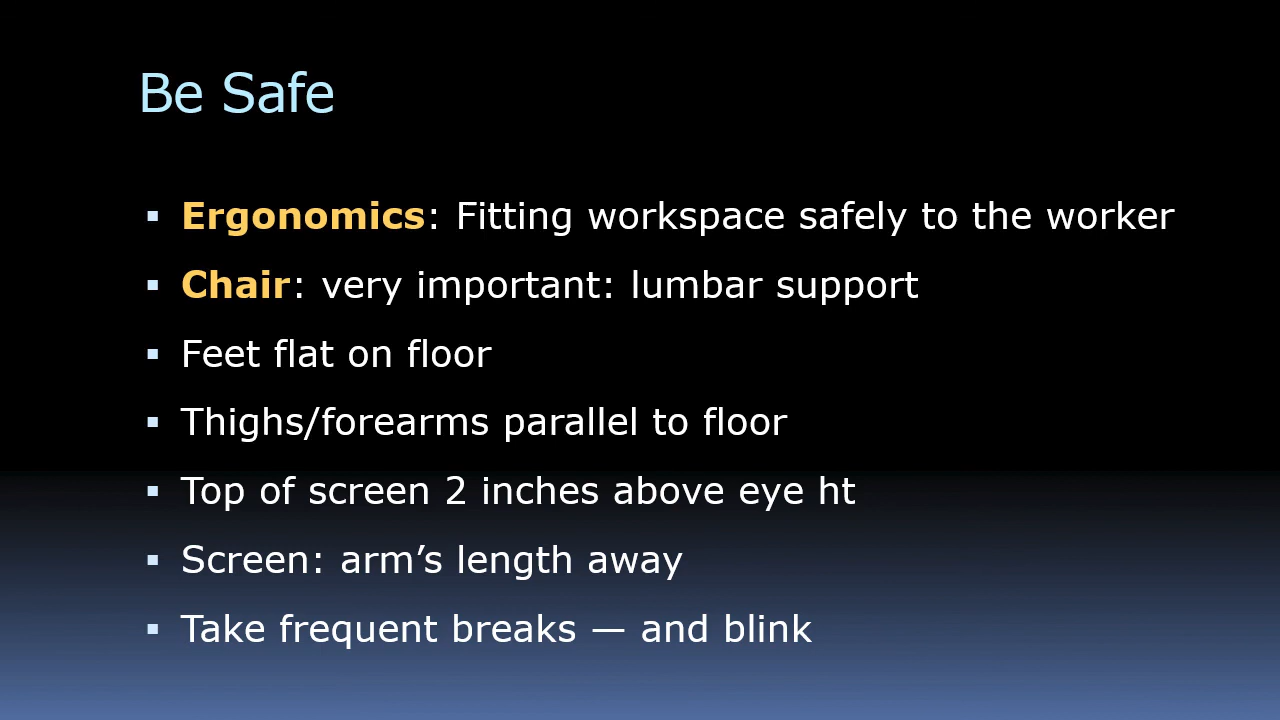 Be Safe
▪ Ergonomics: Fitting workspace safely to the worker
▪ Chair: very important: lumbar support
▪ Feet flat on floor
▪ Thighs/forearms parallel to floor
▪ Top of screen 2 inches above eye ht
▪ Screen: arm’s length away
▪ Take frequent breaks — and blink